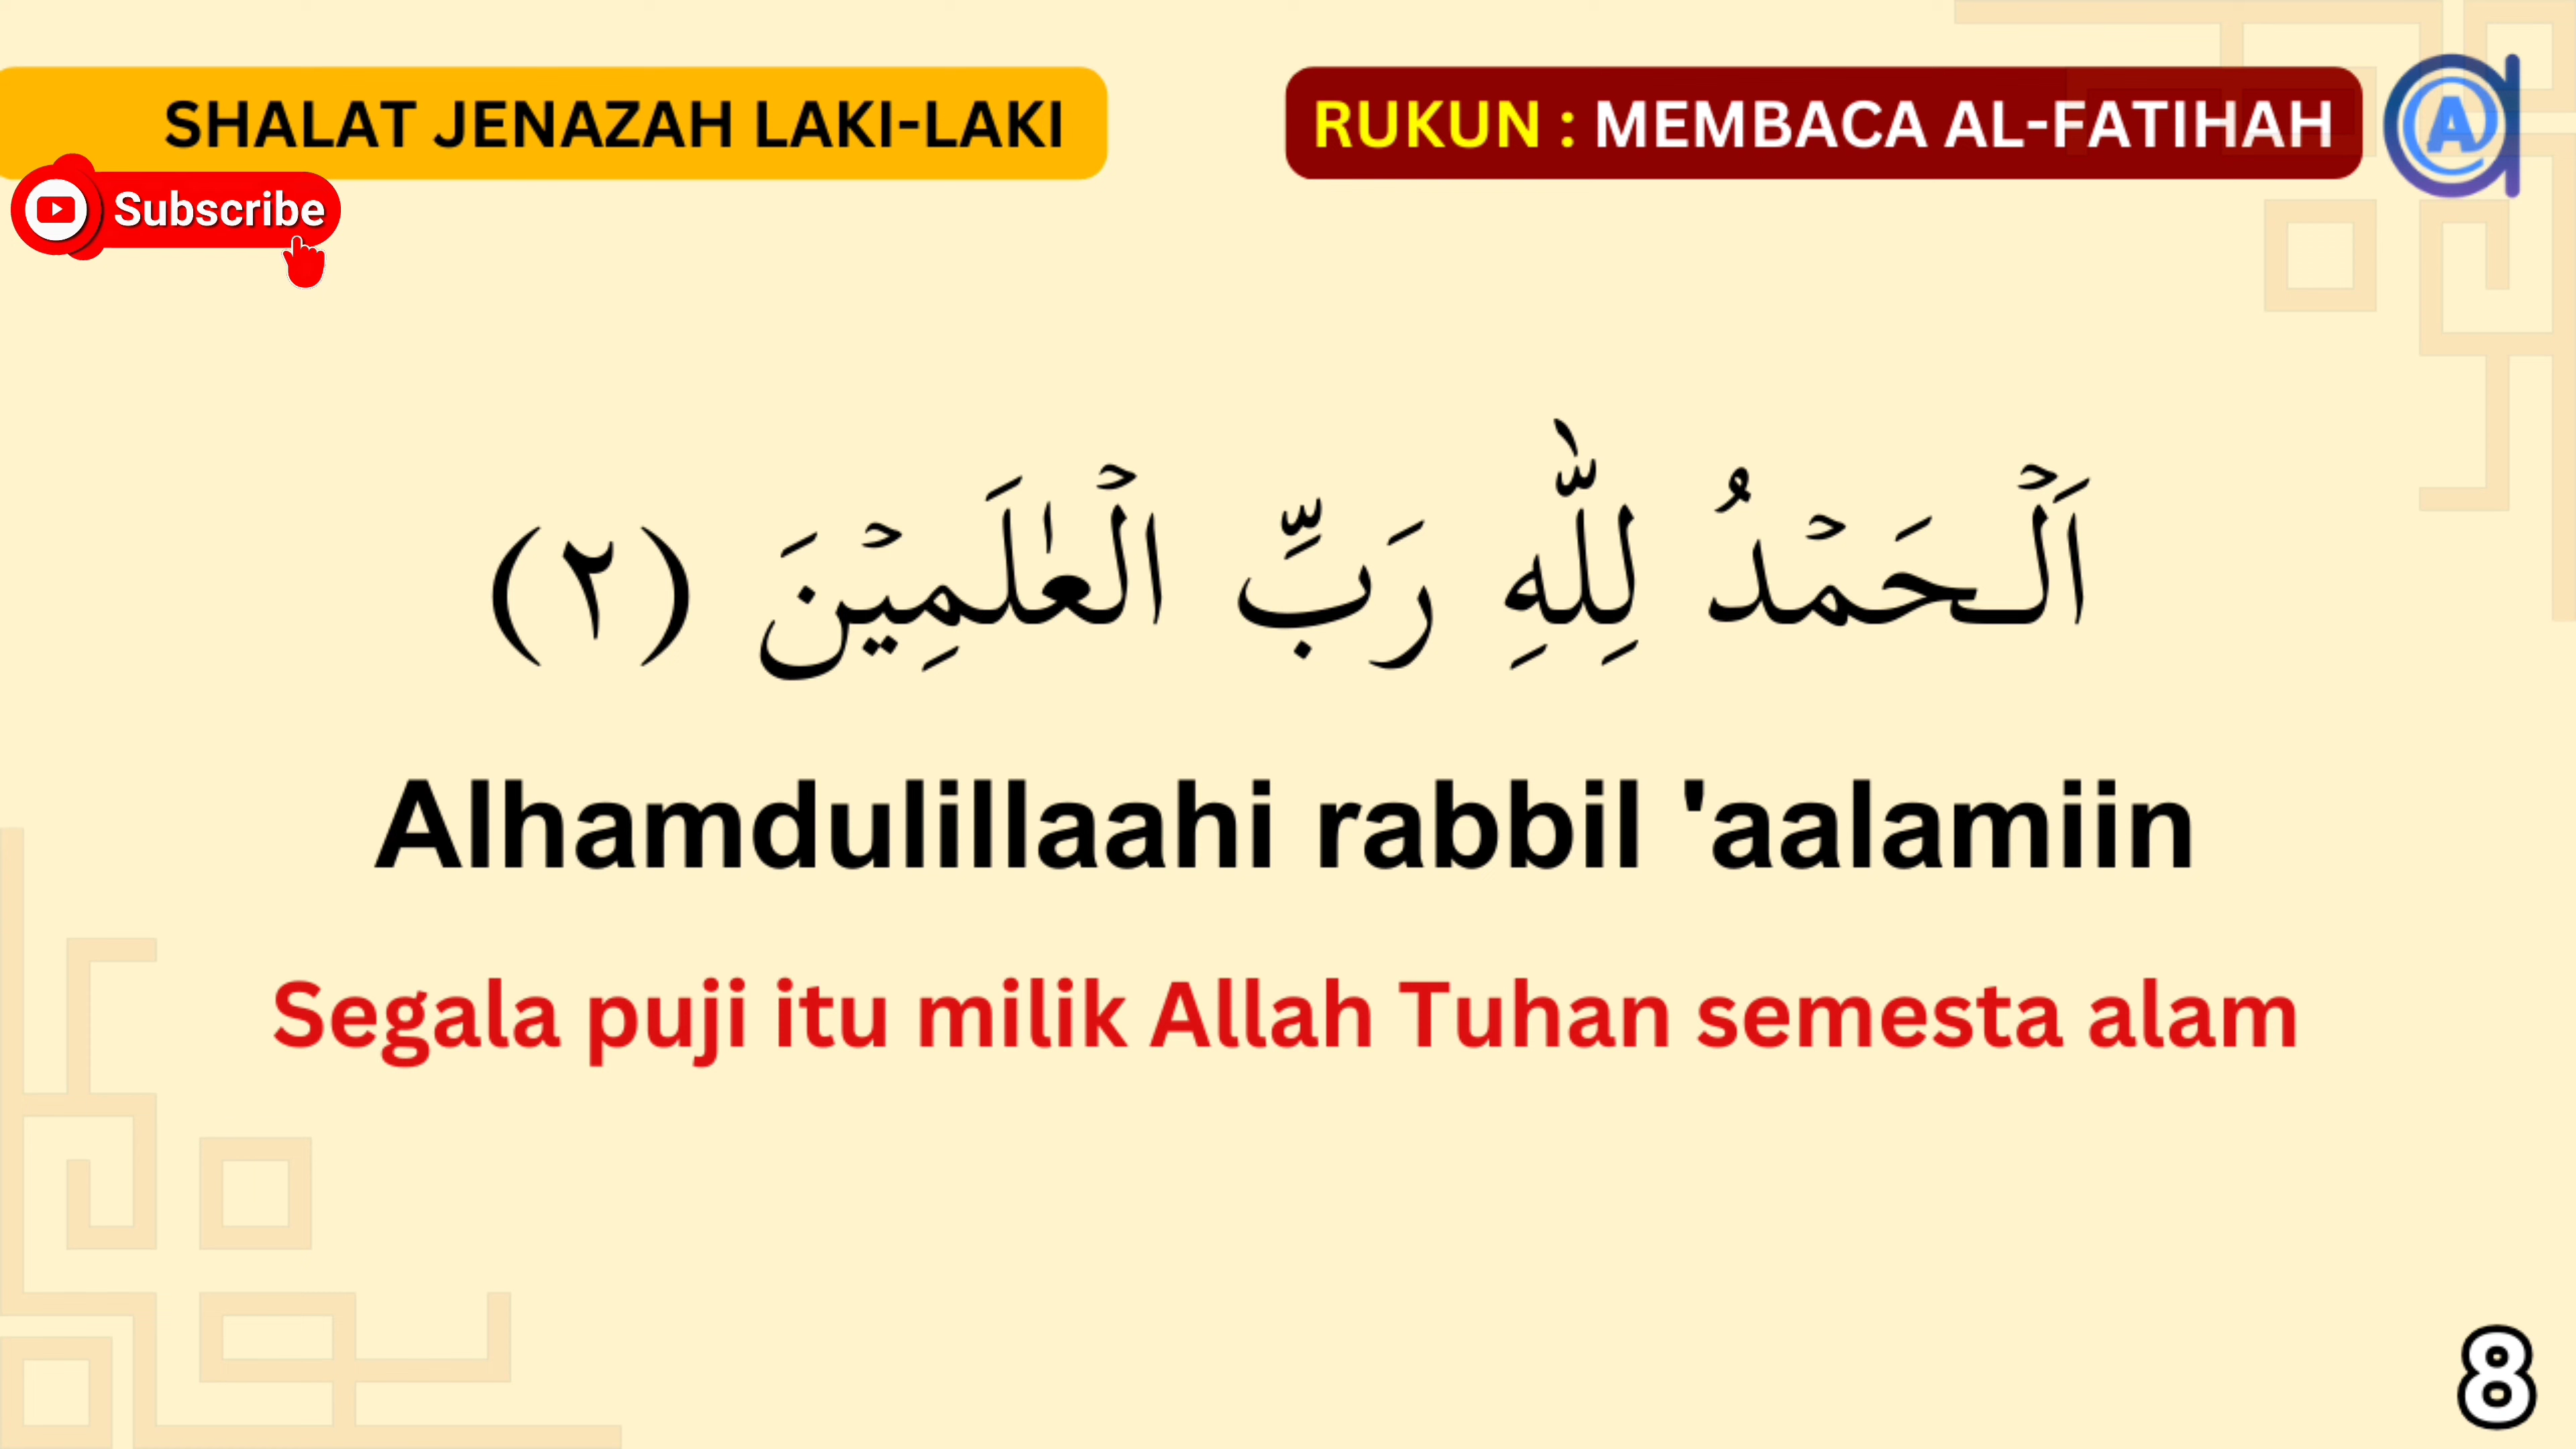 SHALAT JENAZAH LAKI-LAKI
RUKUN : MEMBACA AL-FATIHAH
A
Subscribe
اَلْـحَمْدُ لِلّٰهِ رَبِّ الْعٰلَمِيْنَ (٢)
Alhamdulillaahi rabbil 'aalamiin
Segala puji itu milik Allah Tuhan semesta alam
8